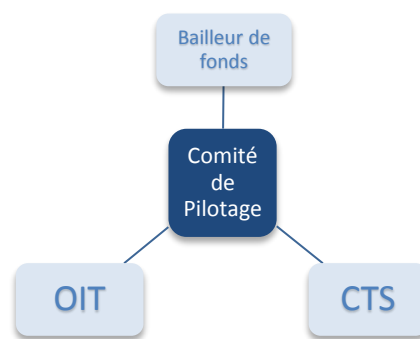 Bailleur de
fonds
Comité
de
Pilotage
OIT
CTS